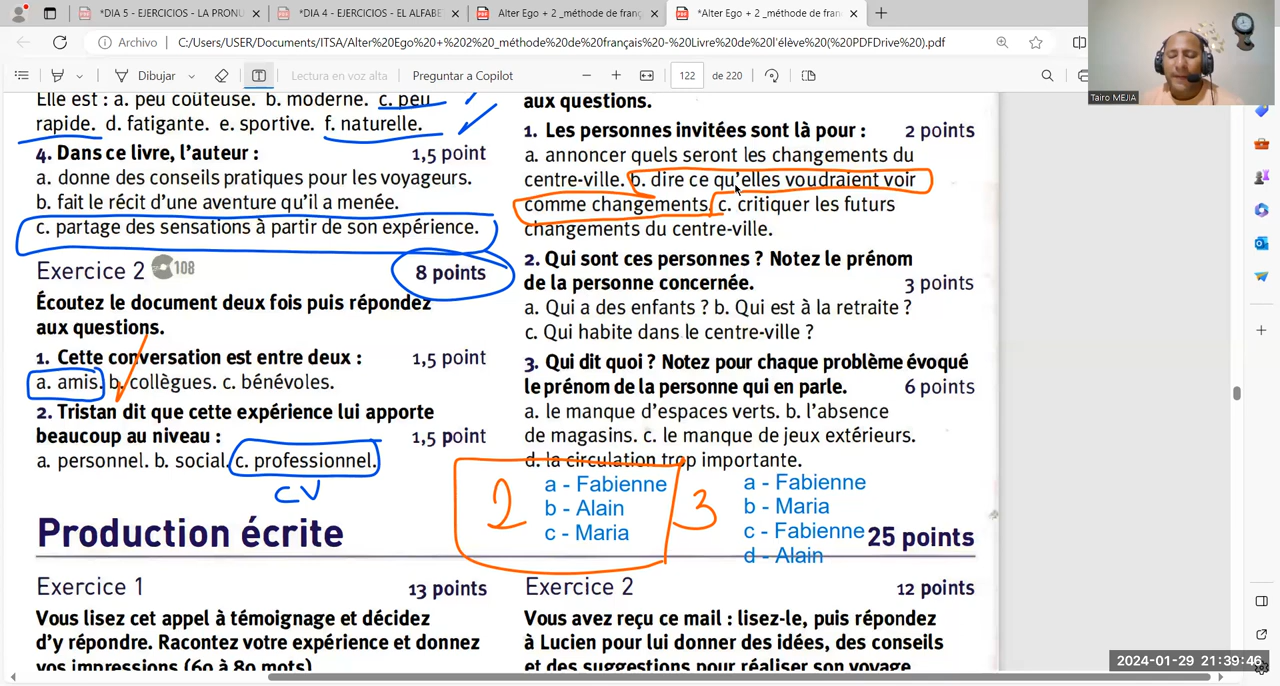 *DIA 5 - EJERCICIOS - LA PRONU
*DIA 4 - EJERCICIOS - EL ALFABE
Alter Ego + 2 _méthode de franç
*Alter Ego + 2 _méthode de franç
Archivo
C:/Users/USER/Documents/ITSA/Alter%20Ego%20+%202%20_méthode%20de%20français%20-%20Livre%20de%20l'élève%20(%20PDFDrive%20).pdf
Dibujar
Lectura en voz alta
Preguntar a Copilot
122
de 220
Tairo MEJIA
Elle est : a. peu coûteuse. b. moderne. c. peu
rapide. d. fatigante. e. sportive. f. naturelle.
4. Dans ce livre, l'auteur : 1,5 point
a. donne des conseils pratiques pour les voyageurs.
b. fait le récit d'une aventure qu'il a menée.
c. partage des sensations à partir de son expérience.
Exercice 2 108 8 points
Écoutez le document deux fois puis répondez
aux questions.
1. Cette conversation est entre deux : 1,5 point
a. amis. b. collègues. c. bénévoles.
2. Tristan dit que cette expérience lui apporte
beaucoup au niveau : 1,5 point
a. personnel. b. social. c. professionnel.
CV
aux questions.
1. Les personnes invitées sont là pour : 2 points
a. annoncer quels seront les changements du
centre-ville. b. dire ce qu'elles voudraient voir
comme changements. c. critiquer les futurs
changements du centre-ville.
2. Qui sont ces personnes ? Notez le prénom
de la personne concernée. 3 points
a. Qui a des enfants ? b. Qui est à la retraite ?
c. Qui habite dans le centre-ville ?
3. Qui dit quoi ? Notez pour chaque problème évoqué
le prénom de la personne qui en parle. 6 points
a. le manque d'espaces verts. b. l'absence
de magasins. c. le manque de jeux extérieurs.
d. la circulation trop importante.
2
a - Fabienne
b - Alain
c - Maria
3
a - Fabienne
b - Maria
c - Fabienne
d - Alain
Production écrite 25 points
Exercice 1 13 points
Vous lisez cet appel à témoignage et décidez
d'y répondre. Racontez votre expérience et donnez
vos impressions (60 à 80 mots).
Exercice 2 12 points
Vous avez reçu ce mail : lisez-le, puis répondez
à Lucien pour lui donner des idées, des conseils
et des suggestions pour réaliser son voyage
2024-01-29 21:39:46